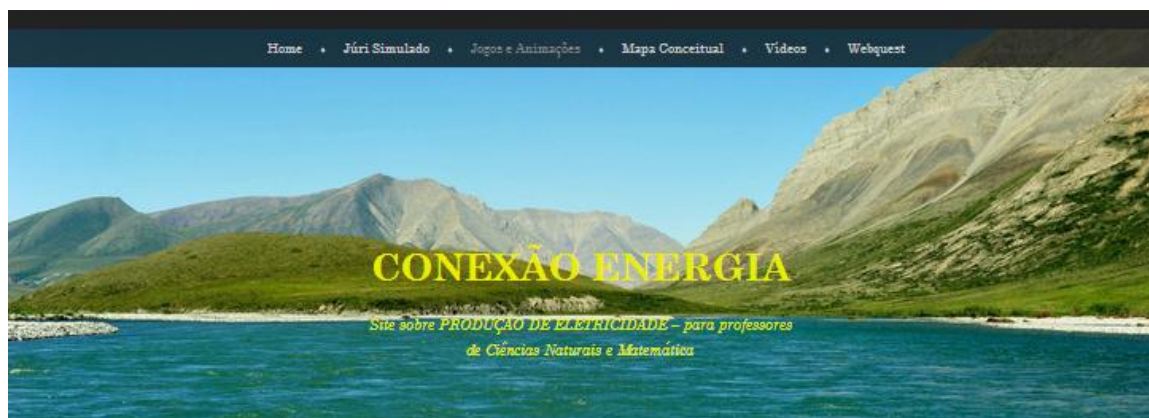 Home • Júri Simulado • Jogos e Animações • Mapa Conceitual • Vídeos • Webquest
CONEXÃO ENERGIA
Site sobre PRODUÇÃO DE ELETRICIDADE – para professores
de Ciências Naturais e Matemática